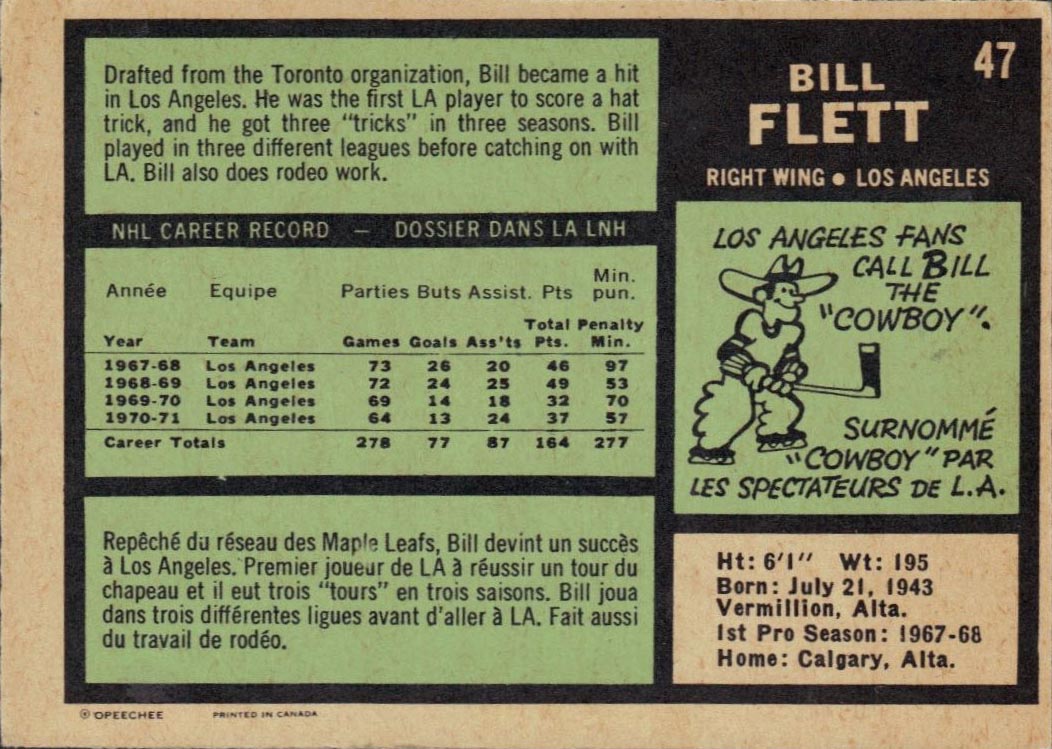 47
BILL
FLETT
RIGHT WING ● LOS ANGELES
Drafted from the Toronto organization, Bill became a hit
in Los Angeles. He was the first LA player to score a hat
trick, and he got three "tricks" in three seasons. Bill
played in three different leagues before catching on with
LA. Bill also does rodeo work.
NHL CAREER RECORD — DOSSIER DANS LA LNH
Année Equipe Parties Buts Assist. Pts Min. pun.
Year Team Games Goals Ass'ts Total Pts. Penalty Min.
1967-68 Los Angeles 73 26 20 46 97
1968-69 Los Angeles 72 24 25 49 53
1969-70 Los Angeles 69 14 18 32 70
1970-71 Los Angeles 64 13 24 37 57
Career Totals 278 77 87 164 277
Repêché du réseau des Maple Leafs, Bill devint un succès
à Los Angeles. Premier joueur de LA à réussir un tour du
chapeau et il eut trois "tours" en trois saisons. Bill joua
dans trois différentes ligues avant d'aller à LA. Fait aussi
du travail de rodéo.
LOS ANGELES FANS
CALL BILL
THE
"COWBOY".
SURNOMMÉ
"COWBOY" PAR
LES SPECTATEURS DE L.A.
Ht: 6'1" Wt: 195
Born: July 21, 1943
Vermillion, Alta.
1st Pro Season: 1967-68
Home: Calgary, Alta.
© OPEECHEE PRINTED IN CANADA